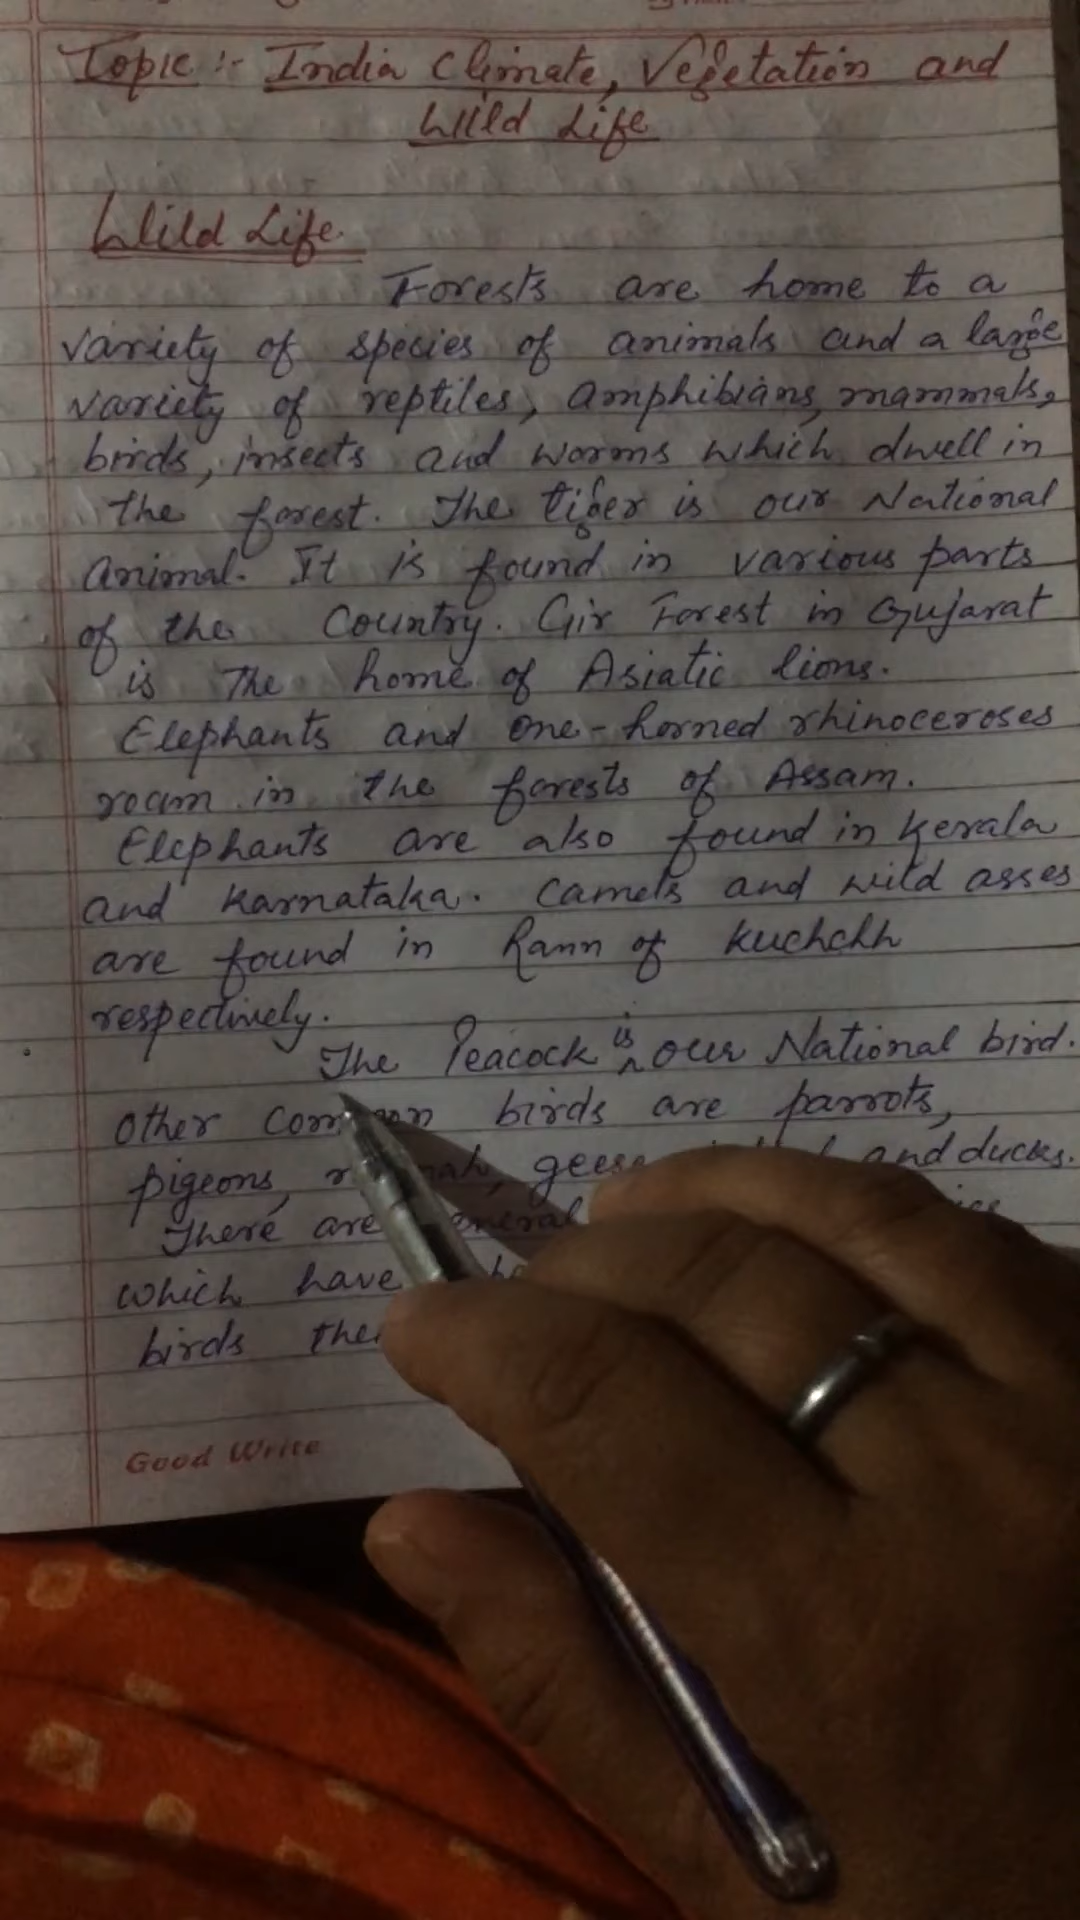 Topic :- India Climate, Vegetation and
Wild Life
Wild Life.
Forests are home to a
variety of species of animals and a large
variety of reptiles, amphibians, mammals,
birds, insects and worms which dwell in
the forest. The tiger is our National
animal. It is found in various parts
of the Country. Gir Forest in Gujarat
is the home of Asiatic lions.
Elephants and one-horned rhinoceroses
roam in the forests of Assam.
Elephants are also found in Kerala
and Karnataka. Camels and wild asses
are found in Rann of Kuchchh
respectively.
The Peacock is our National bird.
Other common birds are parrots,
pigeons, geese and ducks.
There are
which have
birds
Good Write